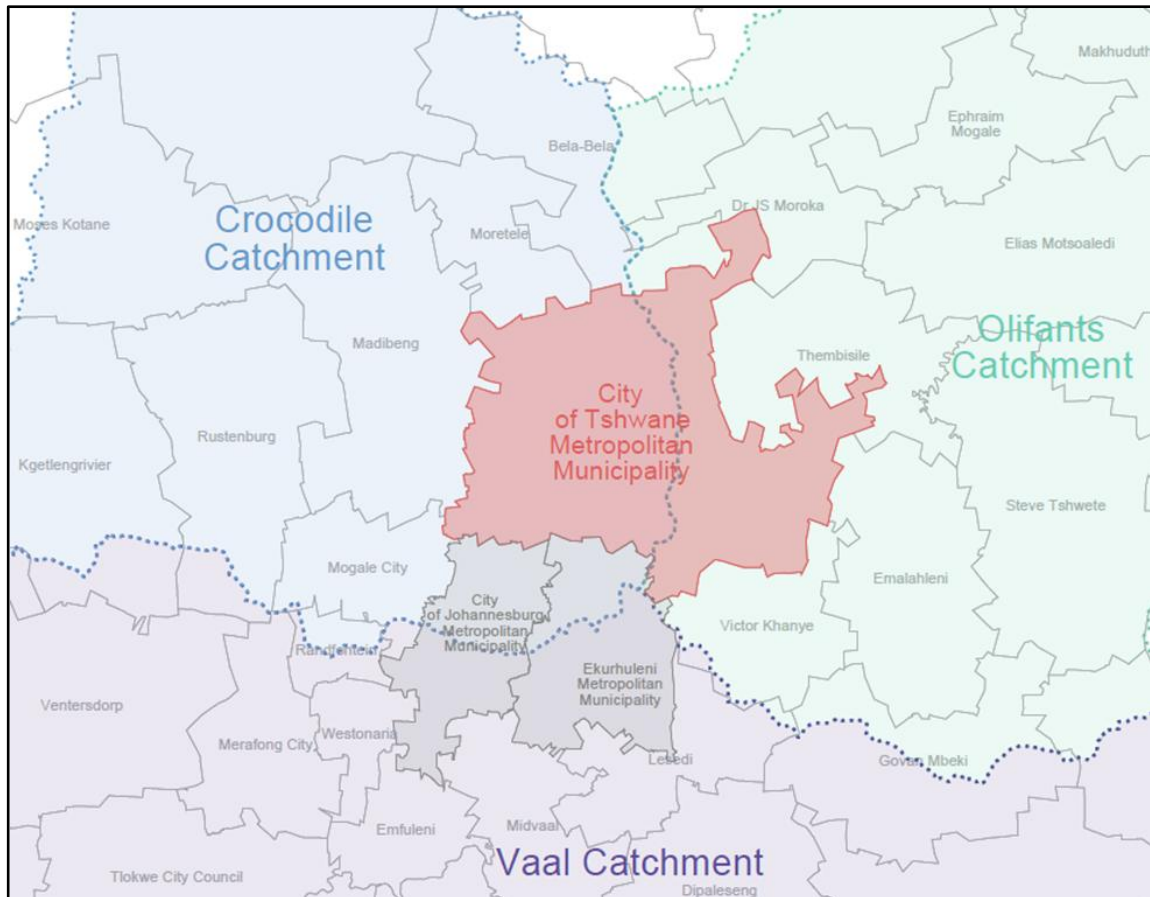 Makhuduth
Ephraim
Mogale
Bela-Bela
Dr JS Moroka
Moses Kotane
Crocodile
Catchment
Moretele
Elias Motsoaledi
Olifants
Catchment
Madibeng
Thembisile
City
of Tshwane
Metropolitan
Municipality
Rustenburg
Kgetlengrivier
Steve Tshwete
Mogale City
Emalahleni
City
of Johannesburg
Metropolitan
Municipality
Victor Khanye
Randfontein
Ekurhuleni
Metropolitan
Municipality
Ventersdorp
Westonaria
Merafong City
Lesedi
Govan Mbeki
Emfuleni
Midvaal
Vaal Catchment
Tlokwe City Council
Dipaleseng